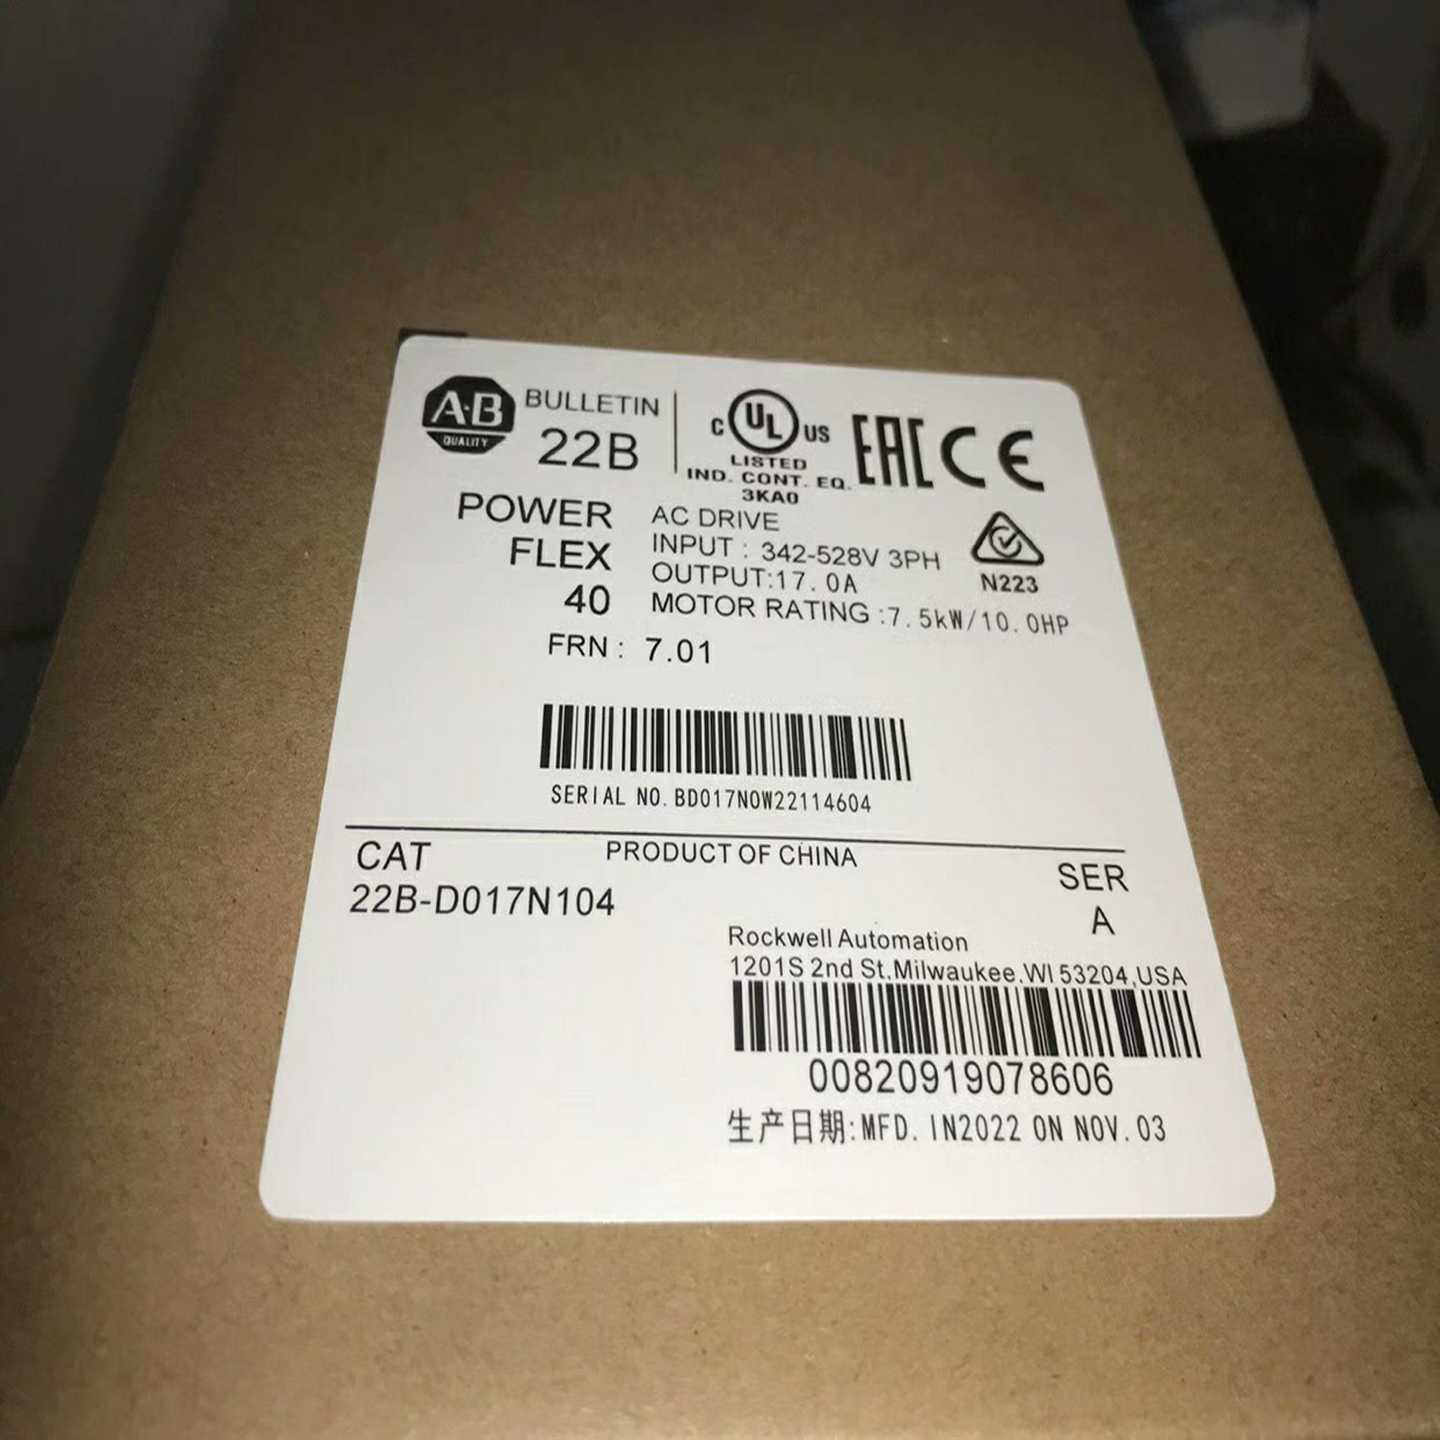 A·B
QUALITY
BULLETIN
22B
C UL US
LISTED
IND. CONT. EQ.
3KA0
EAC CE
POWER
FLEX
40
AC DRIVE
INPUT : 342-528V 3PH
OUTPUT:17.0A
MOTOR RATING :7.5kW/10.0HP
N223
FRN : 7.01
SERIAL NO. BD017N0W22114604
CAT
22B-D017N104
PRODUCT OF CHINA
SER
A
Rockwell Automation
1201S 2nd St,Milwaukee,WI 53204,USA
00820919078606
生产日期:MFD. IN2022 ON NOV. 03